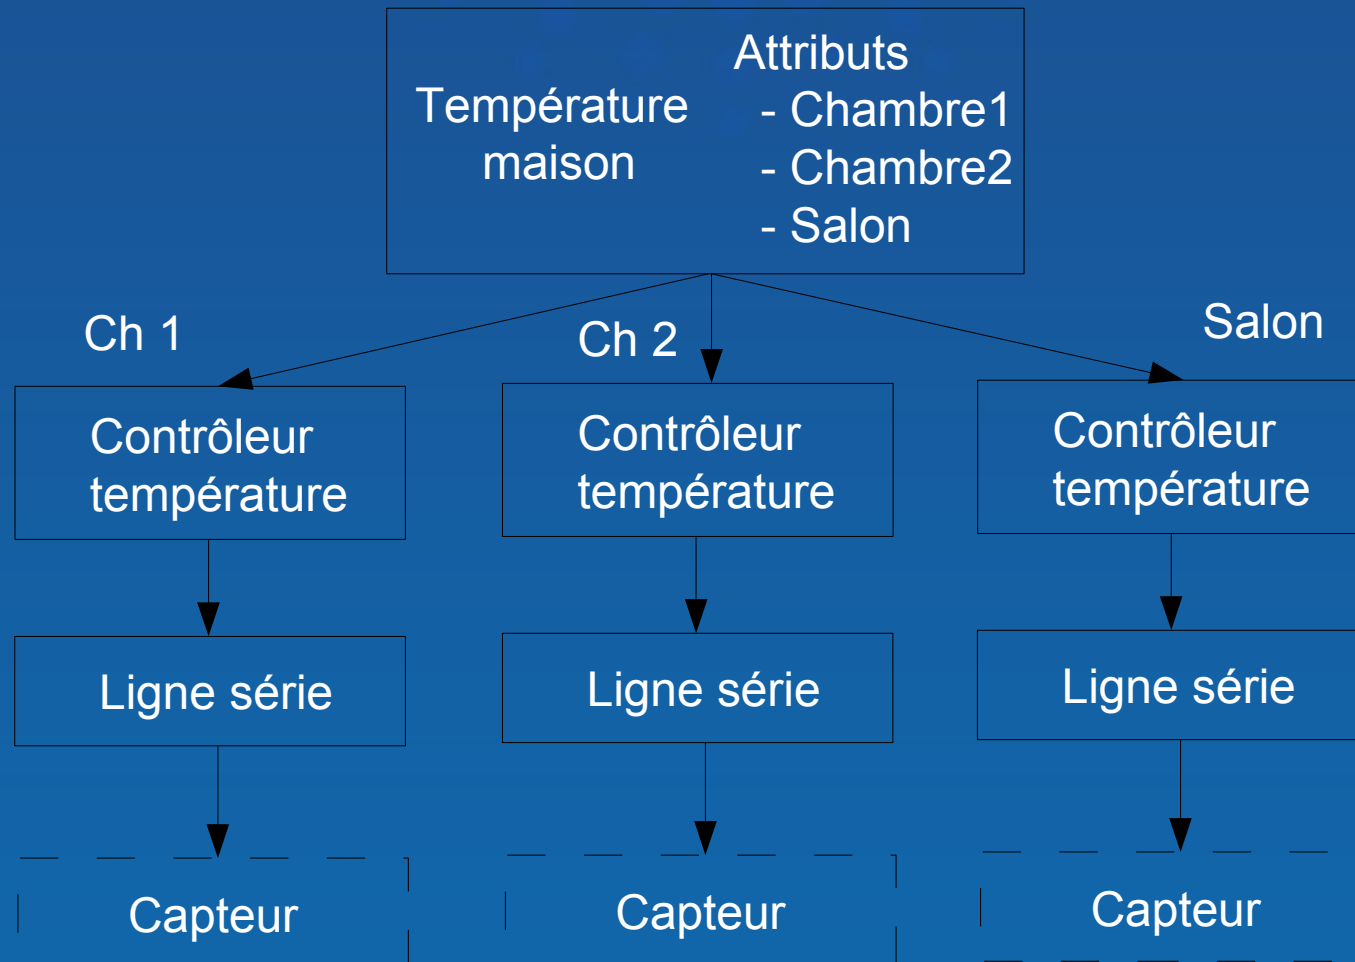 Température
maison
Attributs
- Chambre1
- Chambre2
- Salon
Ch 1
Ch 2
Salon
Contrôleur
température
Contrôleur
température
Contrôleur
température
Ligne série
Ligne série
Ligne série
Capteur
Capteur
Capteur